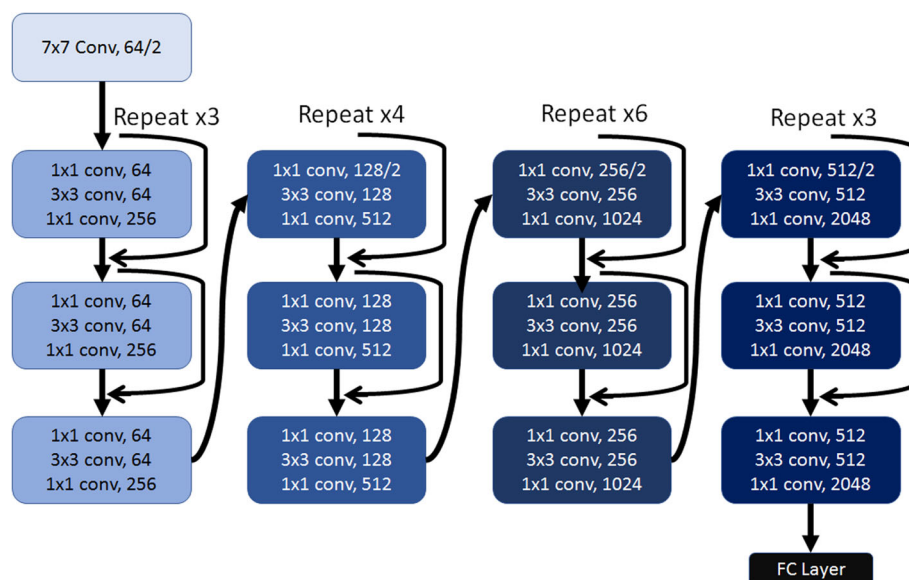 7x7 Conv, 64/2
Repeat x3
1x1 conv, 64
3x3 conv, 64
1x1 conv, 256
1x1 conv, 64
3x3 conv, 64
1x1 conv, 256
1x1 conv, 64
3x3 conv, 64
1x1 conv, 256
Repeat x4
1x1 conv, 128/2
3x3 conv, 128
1x1 conv, 512
1x1 conv, 128
3x3 conv, 128
1x1 conv, 512
1x1 conv, 128
3x3 conv, 128
1x1 conv, 512
Repeat x6
1x1 conv, 256/2
3x3 conv, 256
1x1 conv, 1024
1x1 conv, 256
3x3 conv, 256
1x1 conv, 1024
1x1 conv, 256
3x3 conv, 256
1x1 conv, 1024
Repeat x3
1x1 conv, 512/2
3x3 conv, 512
1x1 conv, 2048
1x1 conv, 512
3x3 conv, 512
1x1 conv, 2048
1x1 conv, 512
3x3 conv, 512
1x1 conv, 2048
FC Layer